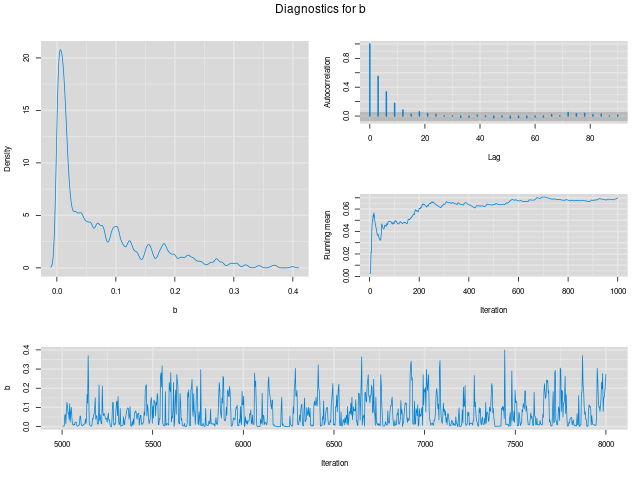 Diagnostics for b
Density
20
15
10
5
0
0.0 0.1 0.2 0.3 0.4
b
Autocorrelation
0.8
0.4
0.0
0 20 40 60 80
Lag
Running mean
0.06
0.04
0.02
0.00
0 200 400 600 800 1000
Iteration
b
0.4
0.3
0.2
0.1
0.0
5000 5500 6000 6500 7000 7500 8000
Iteration